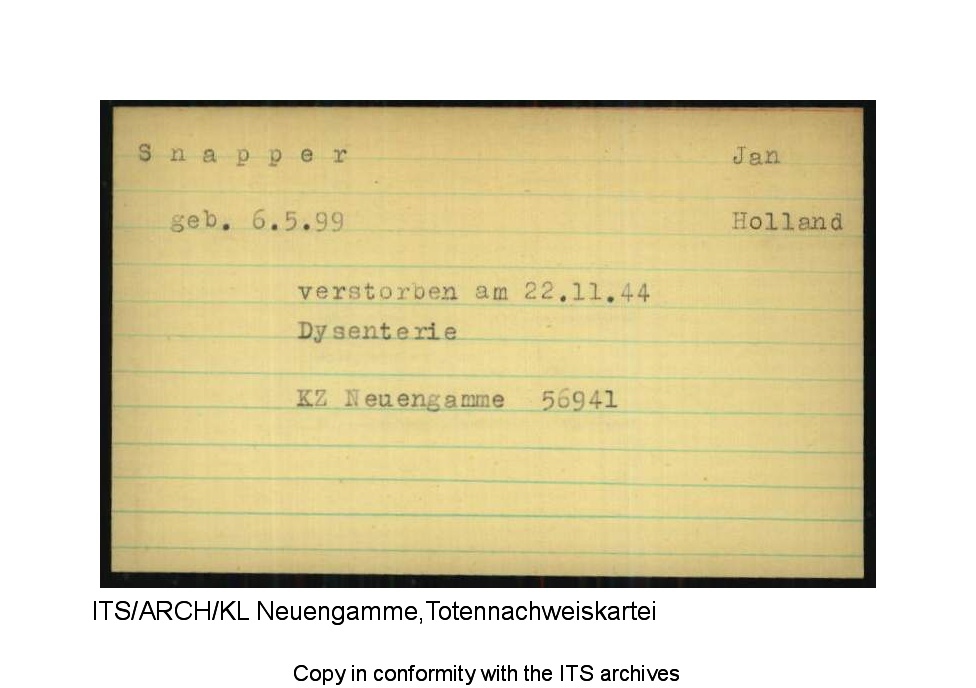 S n a p p e r Jan
geb. 6.5.99 Holland
verstorben am 22.11.44
Dysenterie
KZ Neuengamme 56941
ITS/ARCH/KL Neuengamme, Totennachweiskartei
Copy in conformity with the ITS archives